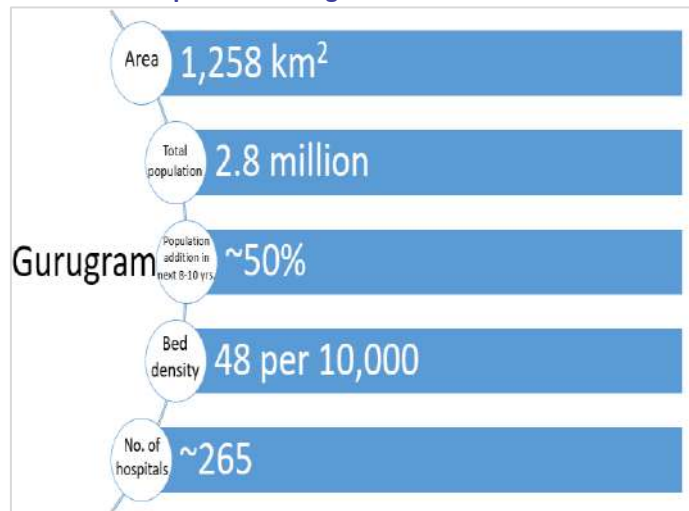 Area
1,258 km²
Total
population
2.8 million
Gurugram
Population
addition in
next 8-10 yrs.
~50%
Bed
density
48 per 10,000
No. of
hospitals
~265